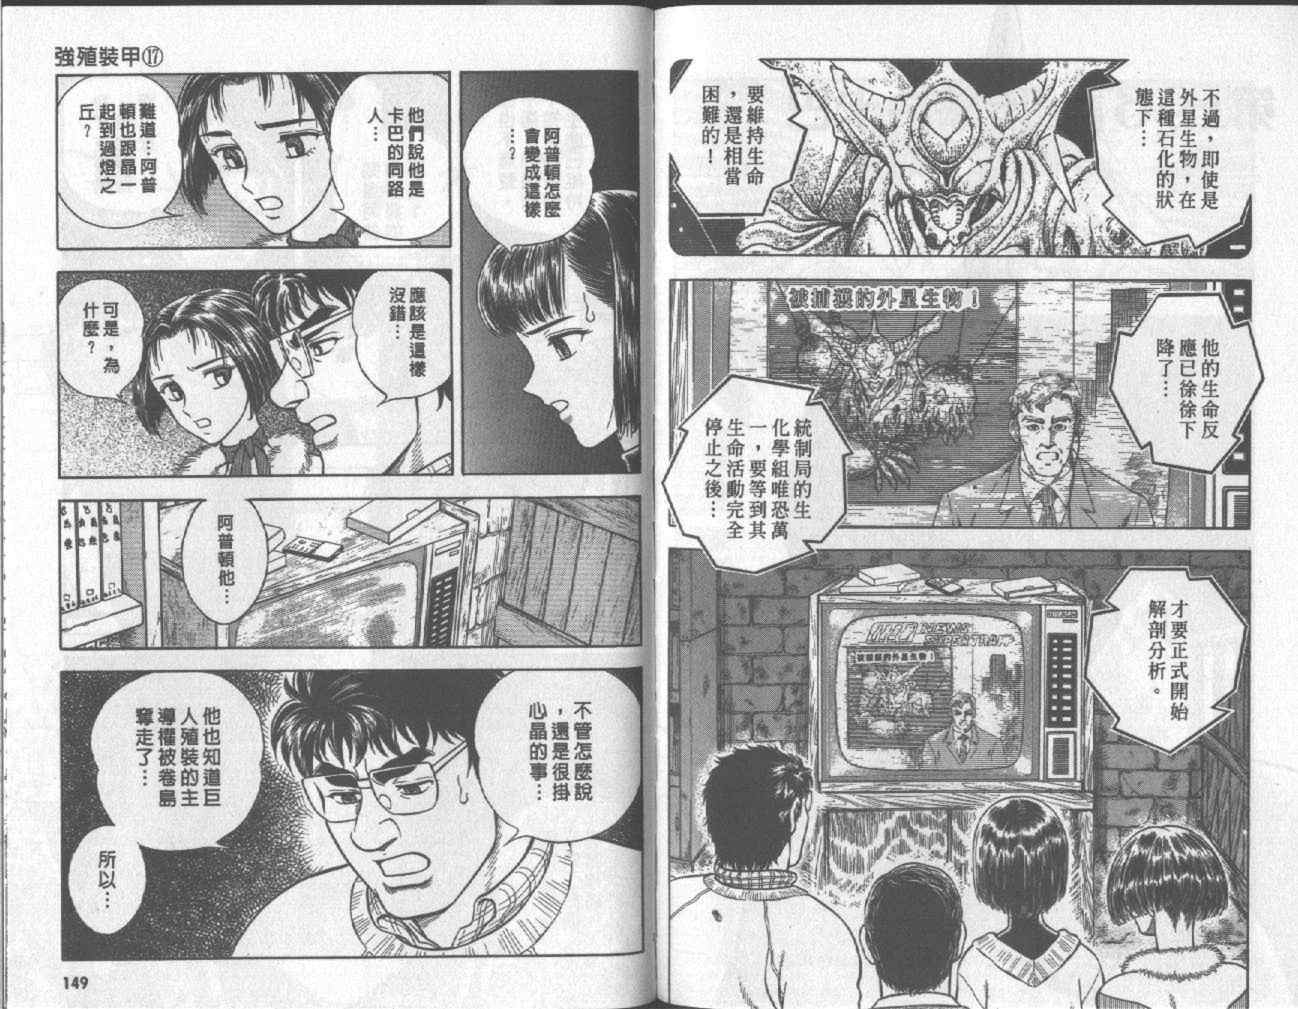 不過，即使是
外星生物，在
這種石化的狀
態下…
要維持生命
，還是相當
困難的！
被捕獲的外星生物！
他的生命反
應已徐徐下
降了…
統制局的生
化學組唯恐萬
一，要等到其
生命活動完全
停止之後…
才要正式開始
解剖分析。
NEWS
被捕獲的外星生物！
強殖裝甲⑰
阿普頓怎麼
會變成這樣
…？
他們說他是
卡巴的同路
人…
難道…阿普
頓也跟晶一
起到過燈之
丘？
應該是這樣
沒錯…
可是，為
什麼？
阿普頓他…
不管怎麼說
，還是很掛
心晶的事…
他也知道巨
人殖裝的主
導權被卷島
奪走了…
所以…
149